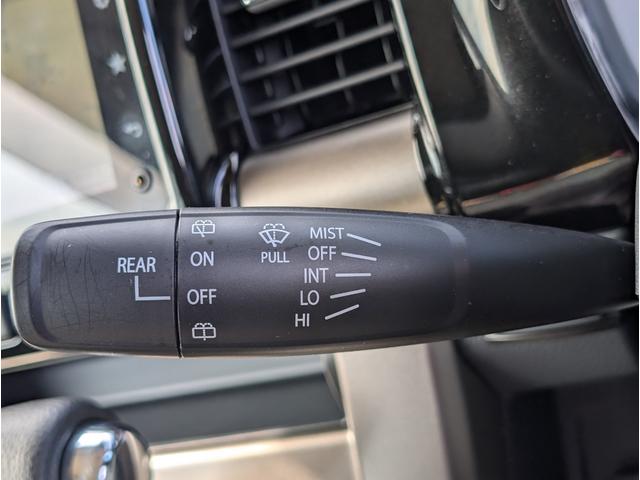 REAR
ON
OFF
PULL
MIST
OFF
INT
LO
HI